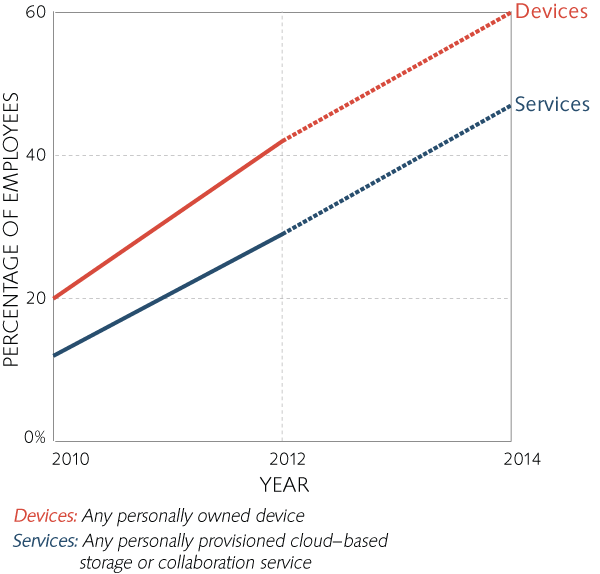 60
Devices
Services
40
20
0%
PERCENTAGE OF EMPLOYEES
2010
2012
2014
YEAR
Devices: Any personally owned device
Services: Any personally provisioned cloud–based
storage or collaboration service